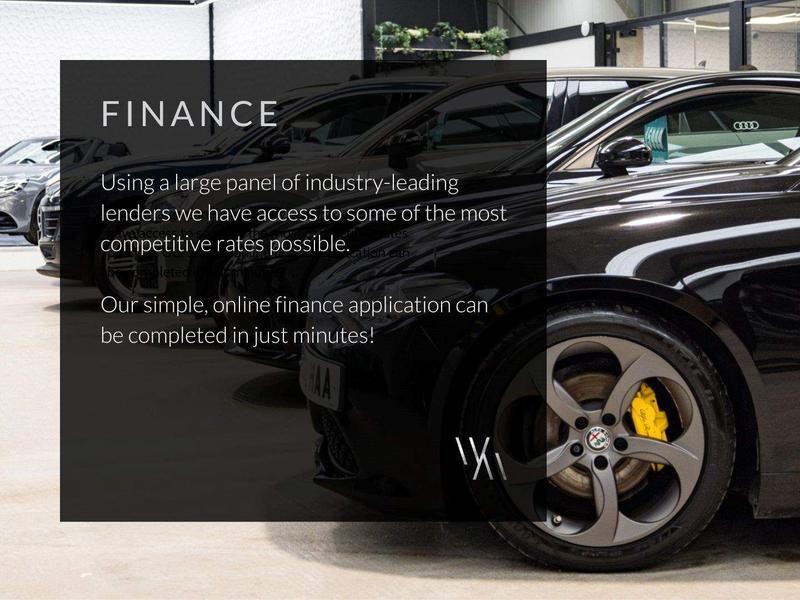 FINANCE
Using a large panel of industry-leading
lenders we have access to some of the most
competitive rates possible.
Our simple, online finance application can
be completed in just minutes!